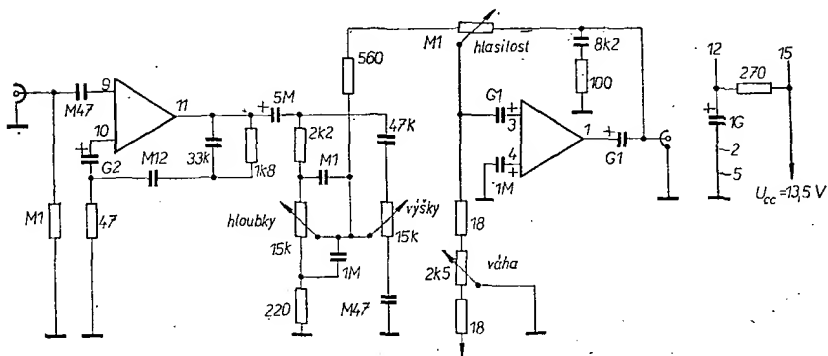 M47
9
10
11
G2
M12
33k
1k8
M1
47
5M
2k2
M1
47k
560
hloubky
výšky
15k
15k
1M
220
M47
M1
hlasitost
8k2
100
G1
3
4
1M
1
G1
18
2k5
váha
18
12
15
270
1G
2
5
Ucc=13,5 V